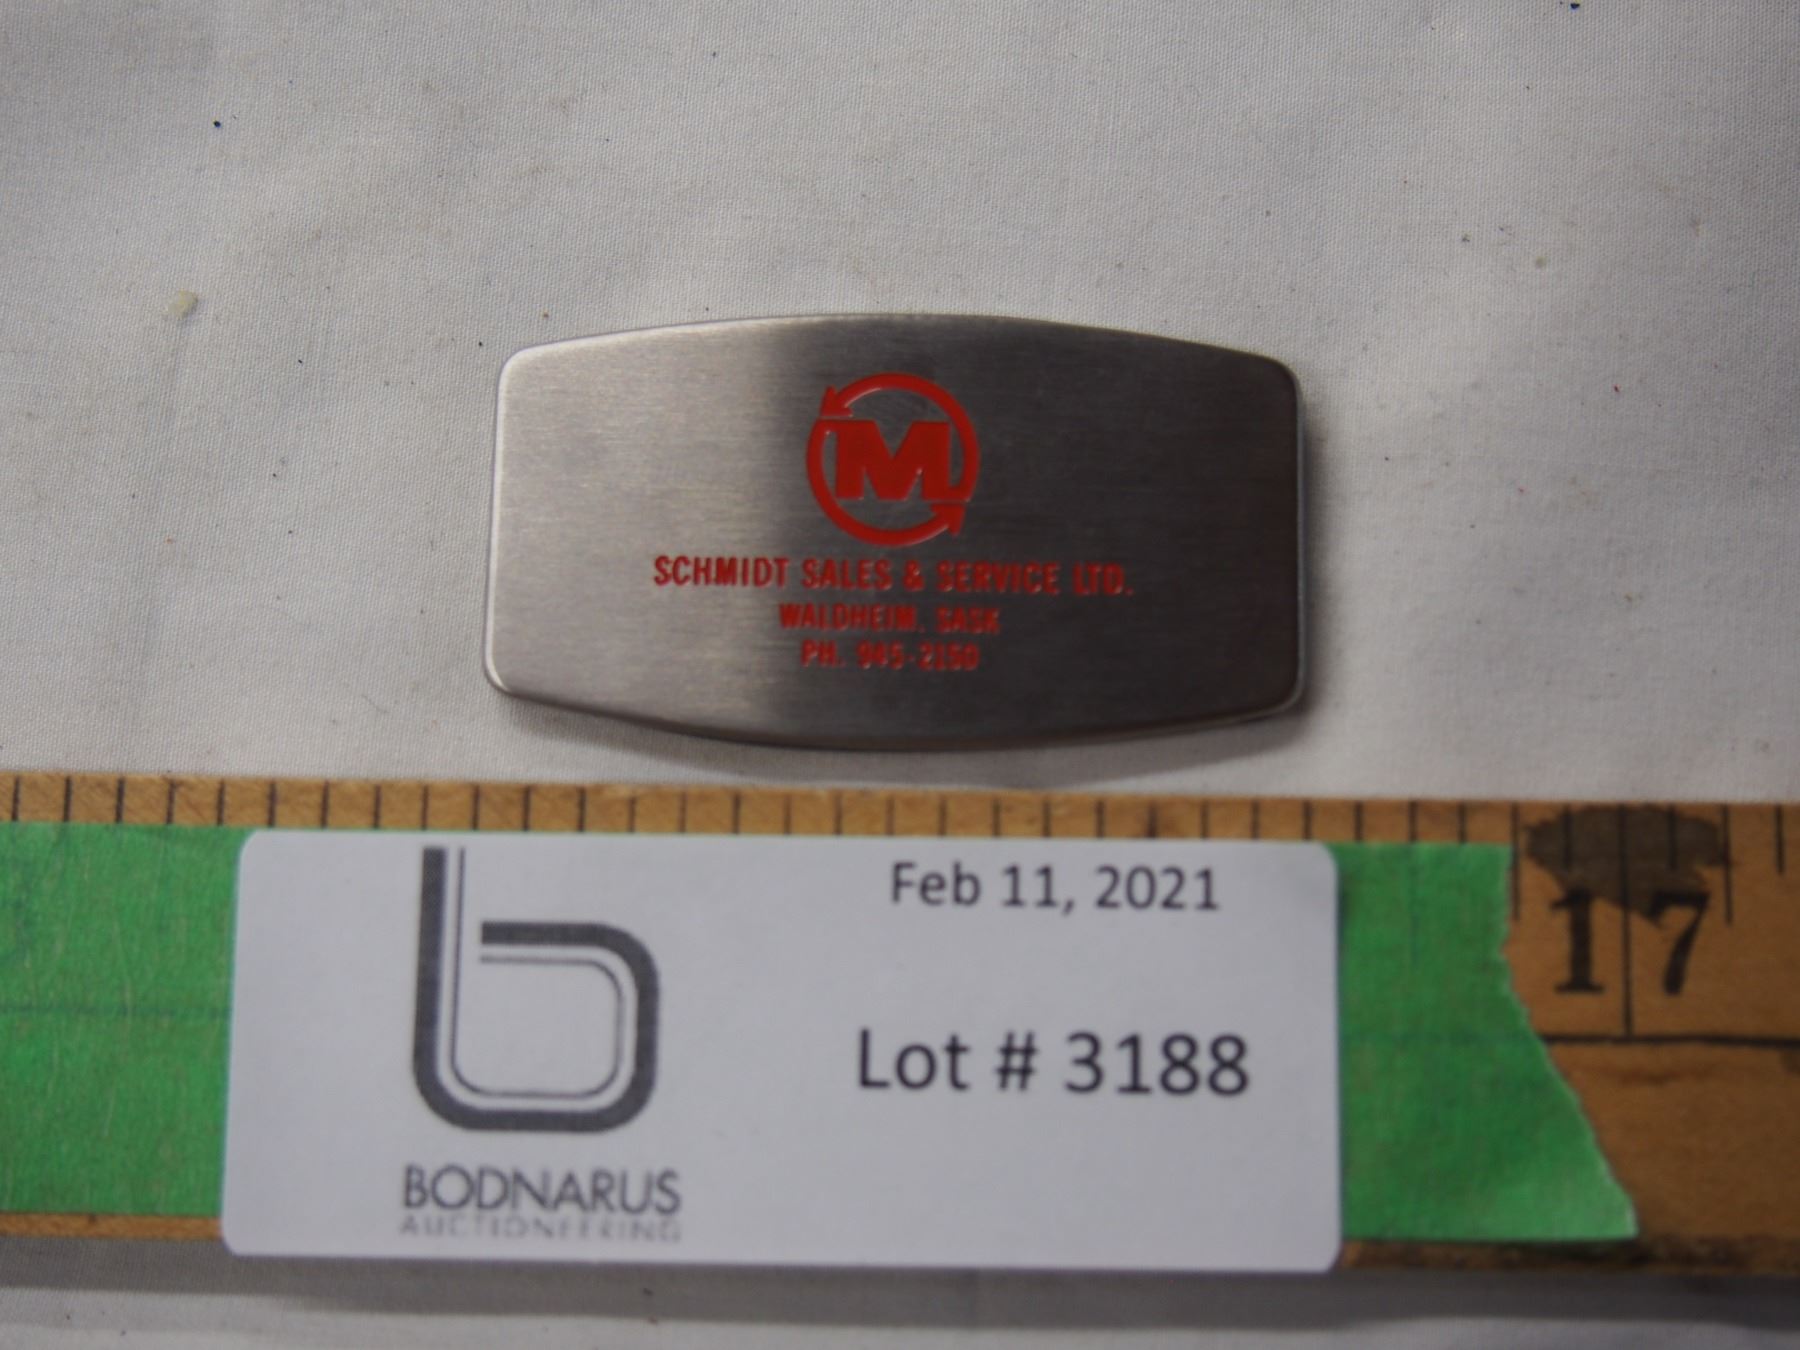 M
SCHMIDT SALES & SERVICE LTD.
WALDHEIM, SASK
PH. 945-2150
Feb 11, 2021
Lot # 3188
b
BODNARUS
AUCTIONEERING
17